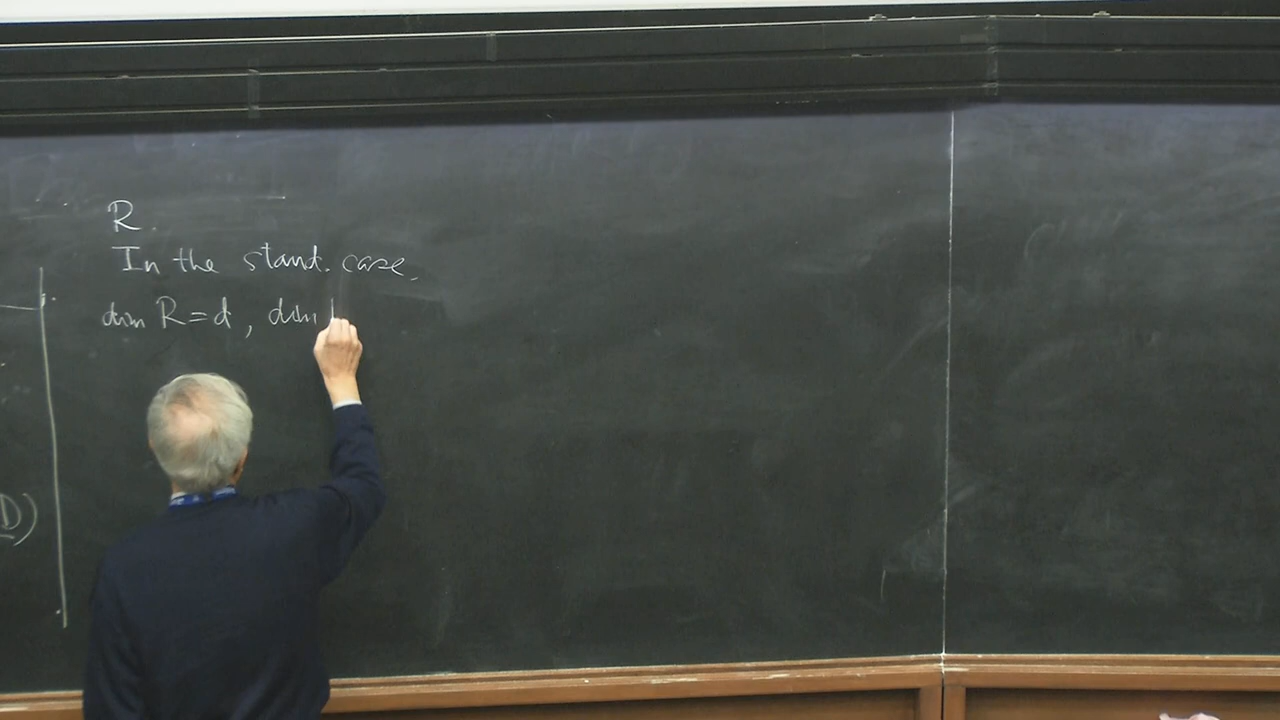 R.
In the stand. case.
dim R = d, dim
D)